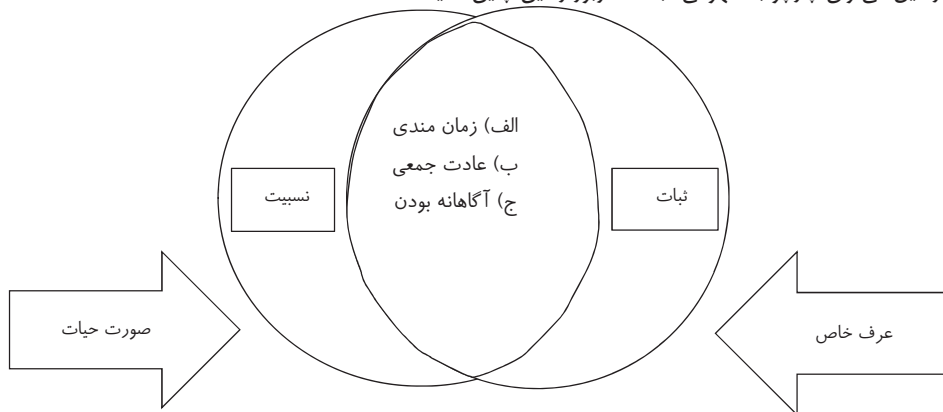 الف) زمان مندی
ب) عادت جمعی
ج) آگاهانه بودن
ثبات
نسبیت
عرف خاص
صورت حیات